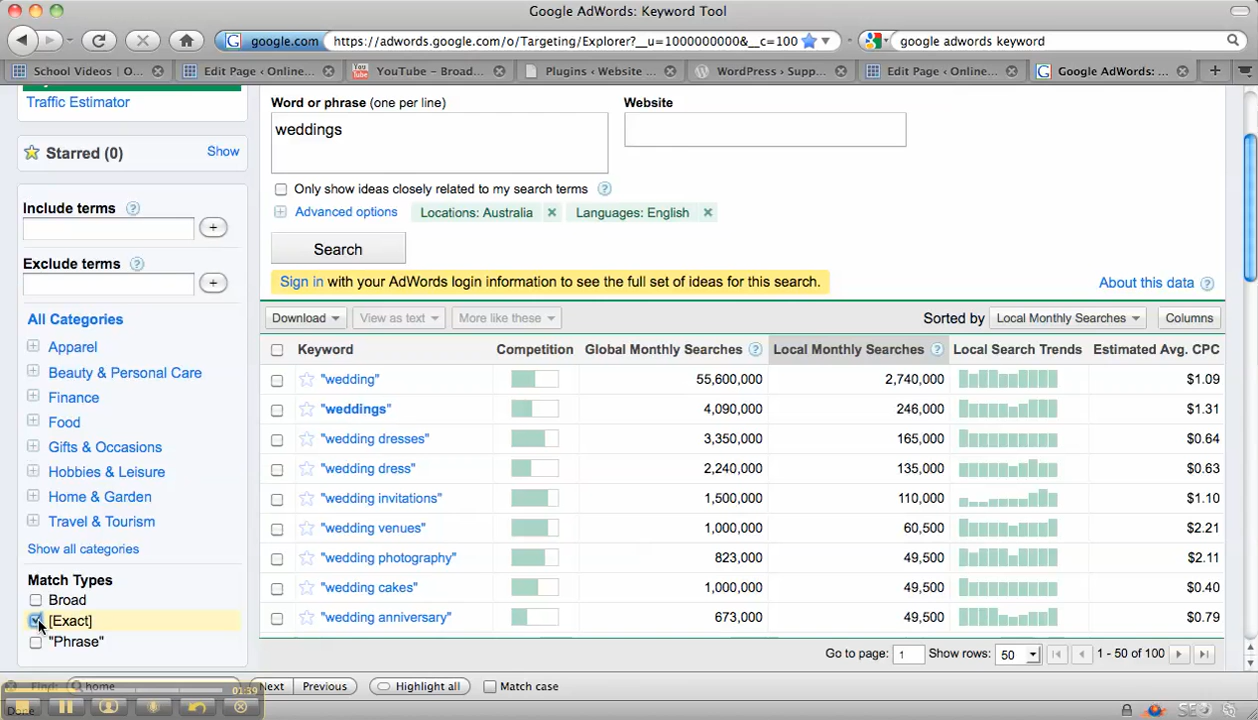 Google AdWords: Keyword Tool
google.com https://adwords.google.com/o/Targeting/Explorer?__u=1000000000&__c=100 google adwords keyword
School Videos | O... Edit Page ‹ Online... YouTube - Broad... Plugins ‹ Website ... WordPress › Supp... Edit Page ‹ Online... Google AdWords: ...
Traffic Estimator
Starred (0) Show
Include terms
Exclude terms
All Categories
Apparel
Beauty & Personal Care
Finance
Food
Gifts & Occasions
Hobbies & Leisure
Home & Garden
Travel & Tourism
Show all categories
Match Types
Broad
[Exact]
"Phrase"
Word or phrase (one per line) Website
weddings
Only show ideas closely related to my search terms
Advanced options Locations: Australia × Languages: English ×
Search
Sign in with your AdWords login information to see the full set of ideas for this search. About this data
Download View as text More like these Sorted by Local Monthly Searches Columns
Keyword Competition Global Monthly Searches Local Monthly Searches Local Search Trends Estimated Avg. CPC
"wedding" 55,600,000 2,740,000 $1.09
"weddings" 4,090,000 246,000 $1.31
"wedding dresses" 3,350,000 165,000 $0.64
"wedding dress" 2,240,000 135,000 $0.63
"wedding invitations" 1,500,000 110,000 $1.10
"wedding venues" 1,000,000 60,500 $2.21
"wedding photography" 823,000 49,500 $2.11
"wedding cakes" 1,000,000 49,500 $0.40
"wedding anniversary" 673,000 49,500 $0.79
Go to page: 1 Show rows: 50 1 - 50 of 100
Find: home Next Previous Highlight all Match case
01:39
Done